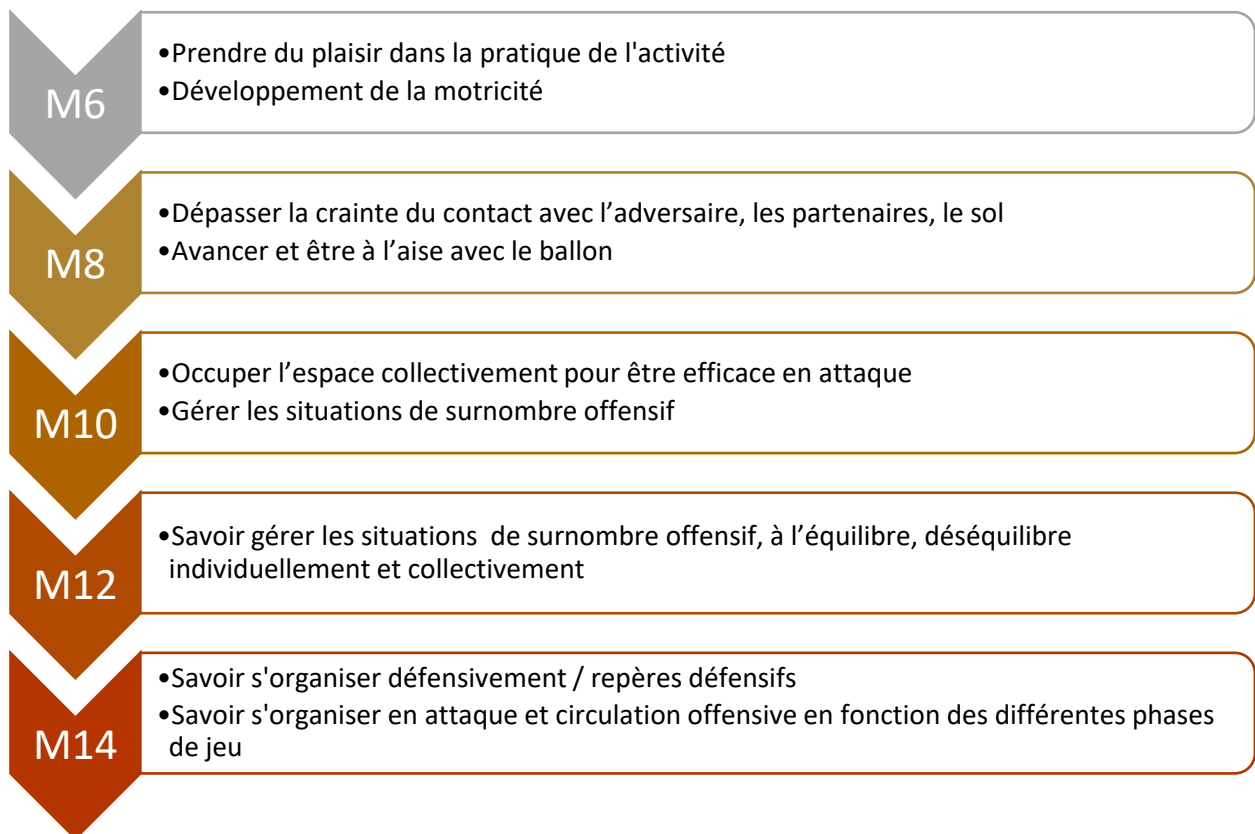 M6
•Prendre du plaisir dans la pratique de l'activité
•Développement de la motricité
M8
•Dépasser la crainte du contact avec l’adversaire, les partenaires, le sol
•Avancer et être à l’aise avec le ballon
M10
•Occuper l’espace collectivement pour être efficace en attaque
•Gérer les situations de surnombre offensif
M12
•Savoir gérer les situations  de surnombre offensif, à l’équilibre, déséquilibre
individuellement et collectivement
M14
•Savoir s'organiser défensivement / repères défensifs
•Savoir s'organiser en attaque et circulation offensive en fonction des différentes phases
de jeu